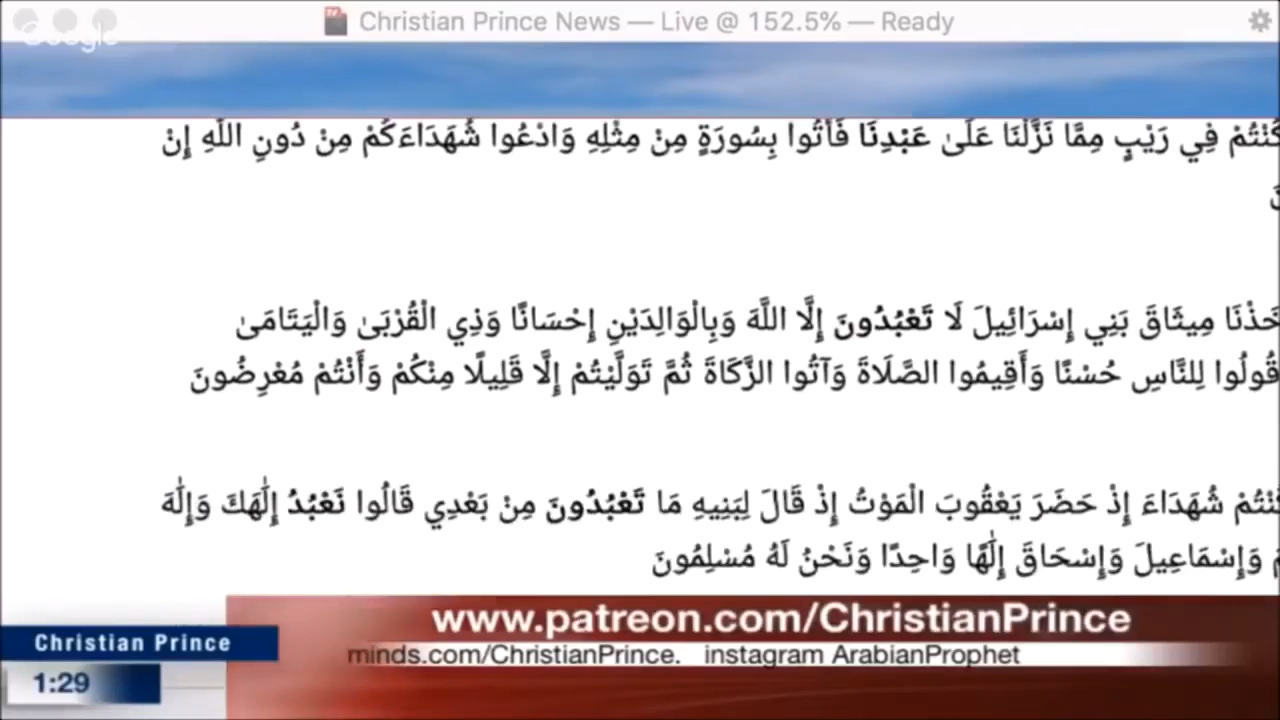 Christian Prince News — Live @ 152.5% — Ready
Google
كُنْتُمْ فِي رَيْبٍ مِمَّا نَزَّلْنَا عَلَىٰ عَبْدِنَا فَأْتُوا بِسُورَةٍ مِنْ مِثْلِهِ وَادْعُوا شُهَدَاءَكُمْ مِنْ دُونِ اللَّهِ إِنْ
خَذْنَا مِيثَاقَ بَنِي إِسْرَائِيلَ لَا تَعْبُدُونَ إِلَّا اللَّهَ وَبِالْوَالِدَيْنِ إِحْسَانًا وَذِي الْقُرْبَىٰ وَالْيَتَامَىٰ
قُولُوا لِلنَّاسِ حُسْنًا وَأَقِيمُوا الصَّلَاةَ وَآتُوا الزَّكَاةَ ثُمَّ تَوَلَّيْتُمْ إِلَّا قَلِيلًا مِنْكُمْ وَأَنْتُمْ مُعْرِضُونَ
نْتُمْ شُهَدَاءَ إِذْ حَضَرَ يَعْقُوبَ الْمَوْتُ إِذْ قَالَ لِبَنِيهِ مَا تَعْبُدُونَ مِنْ بَعْدِي قَالُوا نَعْبُدُ إِلَٰهَكَ وَإِلَٰهَ
وَإِسْمَاعِيلَ وَإِسْحَاقَ إِلَٰهًا وَاحِدًا وَنَحْنُ لَهُ مُسْلِمُونَ
www.patreon.com/ChristianPrince
Christian Prince
minds.com/ChristianPrince. instagram ArabianProphet
1:29